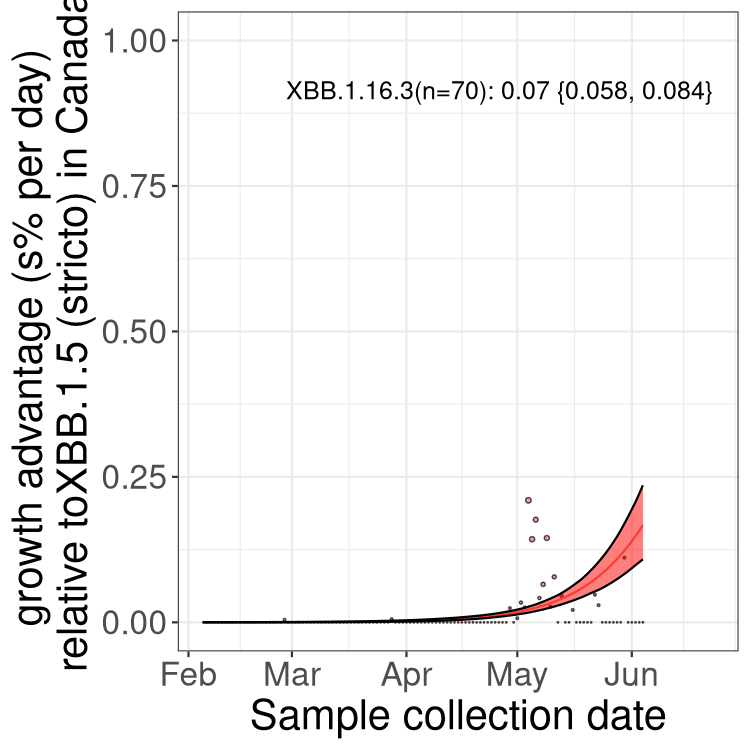 growth advantage (s% per day)
relative toXBB.1.5 (stricto) in Canada
1.00
0.75
0.50
0.25
0.00
XBB.1.16.3(n=70): 0.07 {0.058, 0.084}
Feb Mar Apr May Jun
Sample collection date